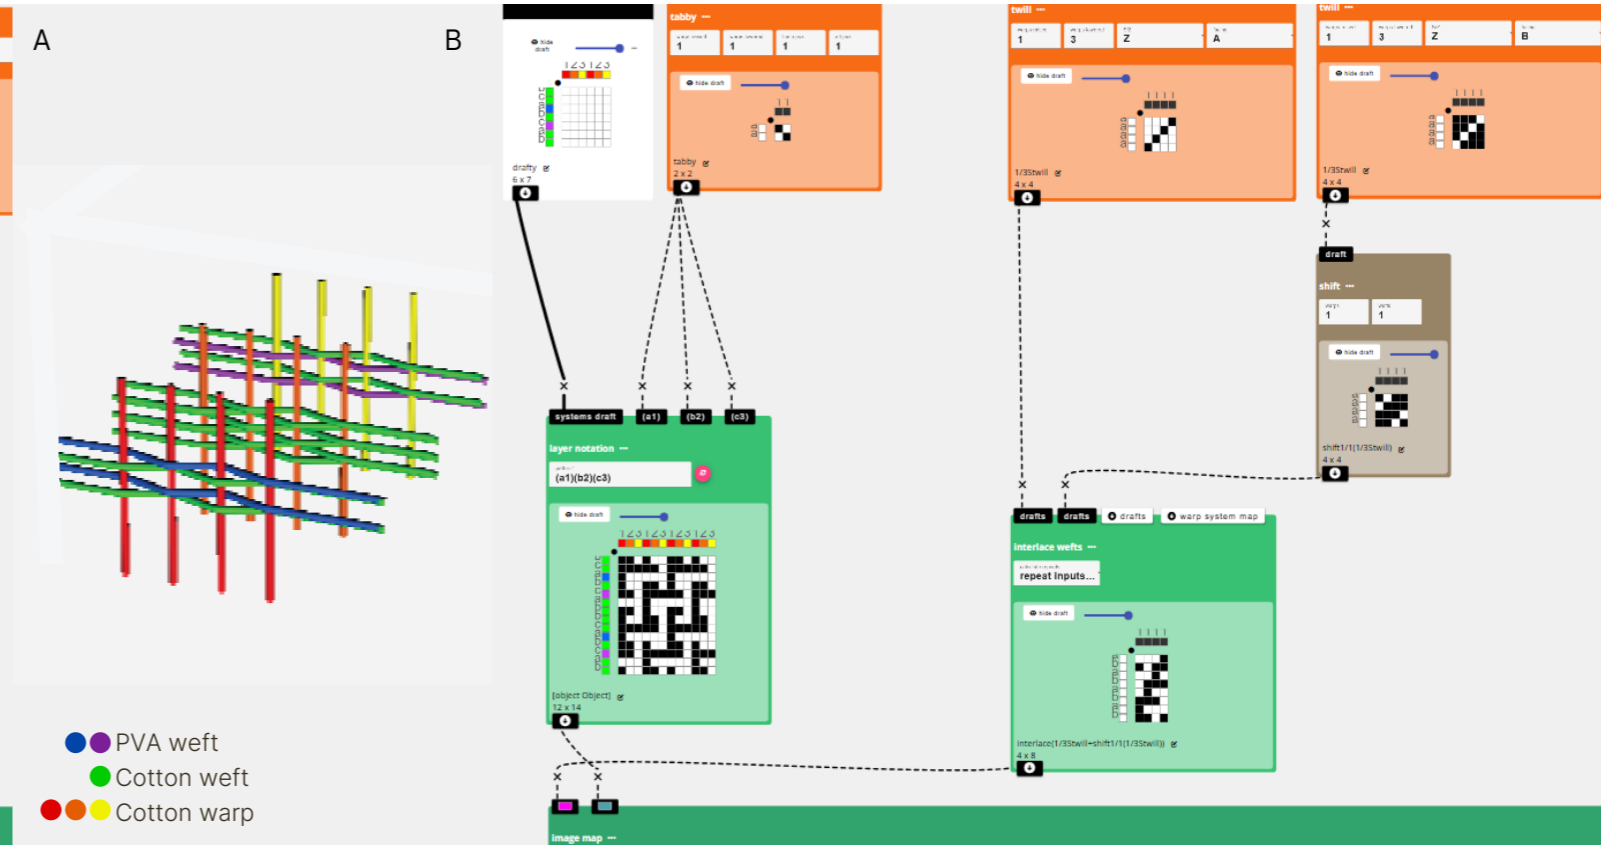 A
B
hide draft
drafty
6 x 7
tabby
1
1
1
1
hide draft
tabby
2 x 2
twill
1
3
Z
A
hide draft
1/3Stwill
4 x 4
twill
1
3
Z
B
hide draft
1/3Stwill
4 x 4
draft
shift
1
1
hide draft
shift1/1(1/3Stwill)
4 x 4
systems draft
(a1)
(b2)
(c3)
layer notation
(a1)(b2)(c3)
hide draft
[object Object]
12 x 14
drafts
drafts
drafts
warp system map
interlace wefts
repeat inputs...
hide draft
interlace(1/3Stwill+shift1/1(1/3Stwill))
4 x 8
PVA weft
Cotton weft
Cotton warp
image map